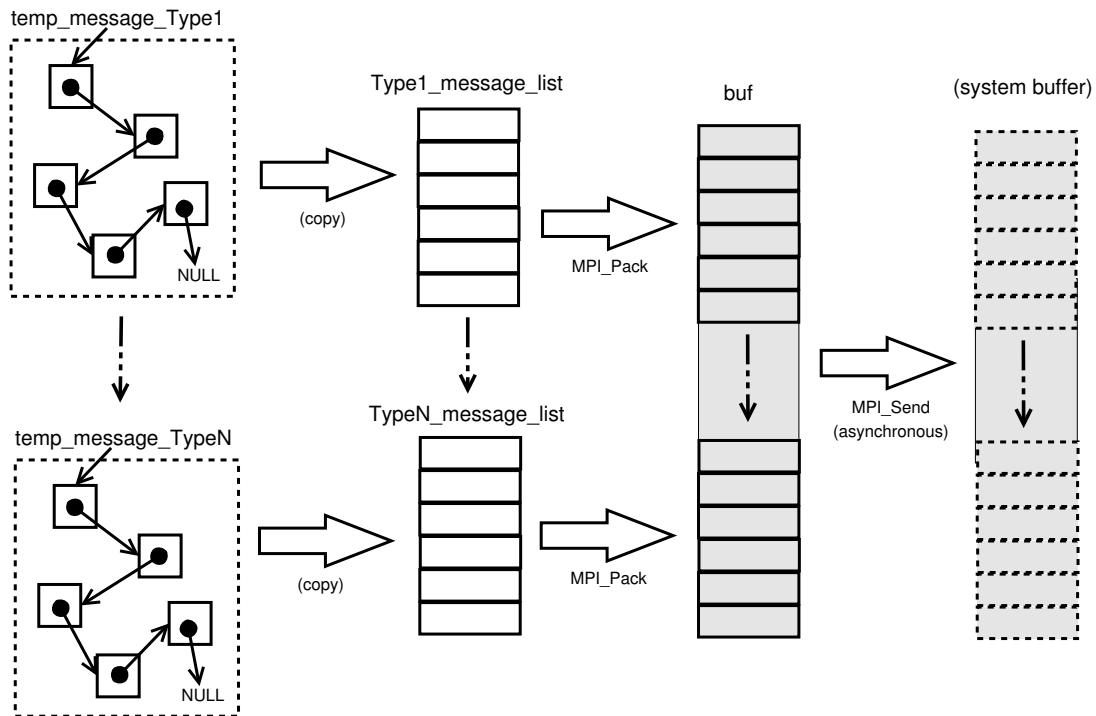 temp_message_Type1
Type1_message_list
buf
(system buffer)
(copy)
MPI_Pack
NULL
MPI_Send
(asynchronous)
temp_message_TypeN
TypeN_message_list
(copy)
MPI_Pack
NULL